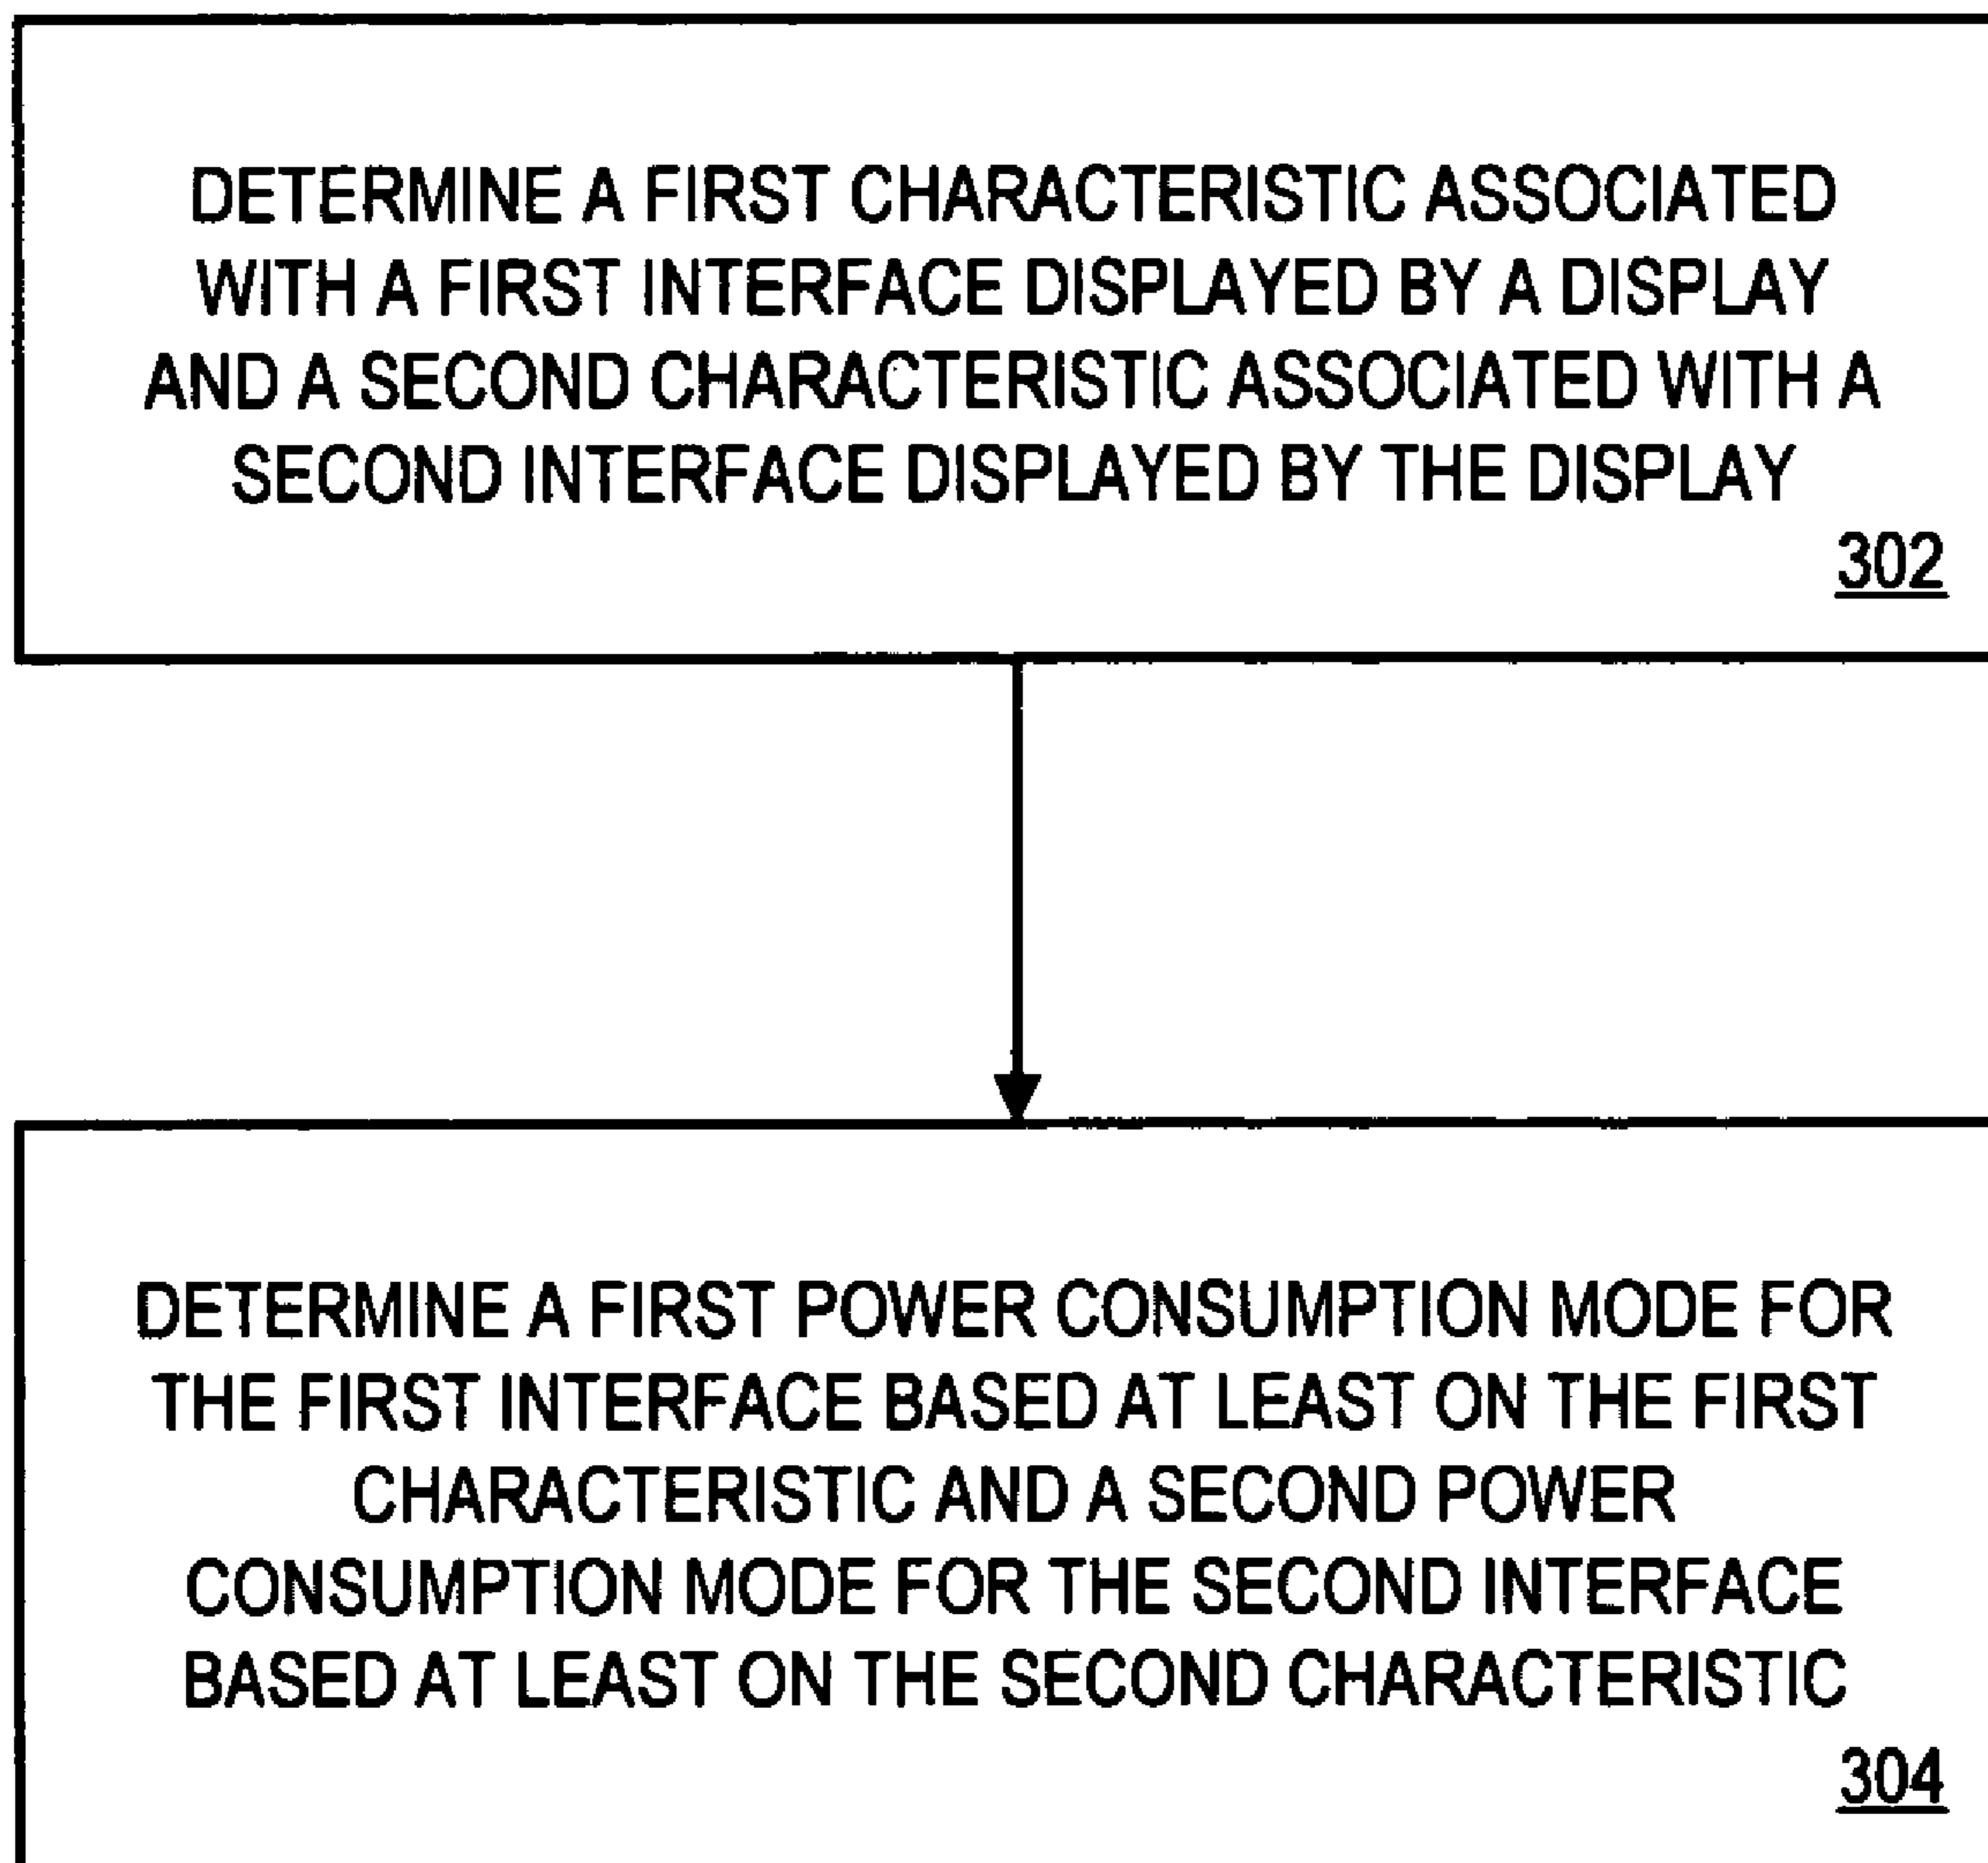 DETERMINE A FIRST CHARACTERISTIC ASSOCIATED
WITH A FIRST INTERFACE DISPLAYED BY A DISPLAY
AND A SECOND CHARACTERISTIC ASSOCIATED WITH A
SECOND INTERFACE DISPLAYED BY THE DISPLAY
302
DETERMINE A FIRST POWER CONSUMPTION MODE FOR
THE FIRST INTERFACE BASED AT LEAST ON THE FIRST
CHARACTERISTIC AND A SECOND POWER
CONSUMPTION MODE FOR THE SECOND INTERFACE
BASED AT LEAST ON THE SECOND CHARACTERISTIC
304